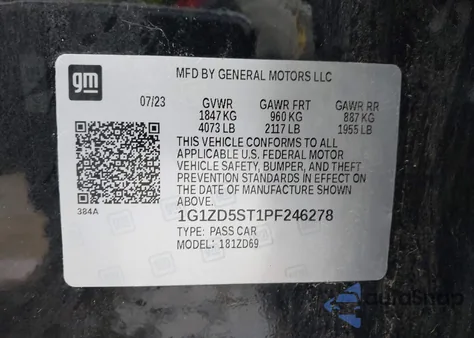 gm
MFD BY GENERAL MOTORS LLC
07/23 GVWR GAWR FRT GAWR RR
1847 KG 960 KG 887 KG
4073 LB 2117 LB 1955 LB
THIS VEHICLE CONFORMS TO ALL
APPLICABLE U.S. FEDERAL MOTOR
VEHICLE SAFETY, BUMPER, AND THEFT
PREVENTION STANDARDS IN EFFECT ON
THE DATE OF MANUFACTURE SHOWN
ABOVE.
384A
1G1ZD5ST1PF246278
TYPE: PASS CAR
MODEL: 181ZD69
AutoSnap